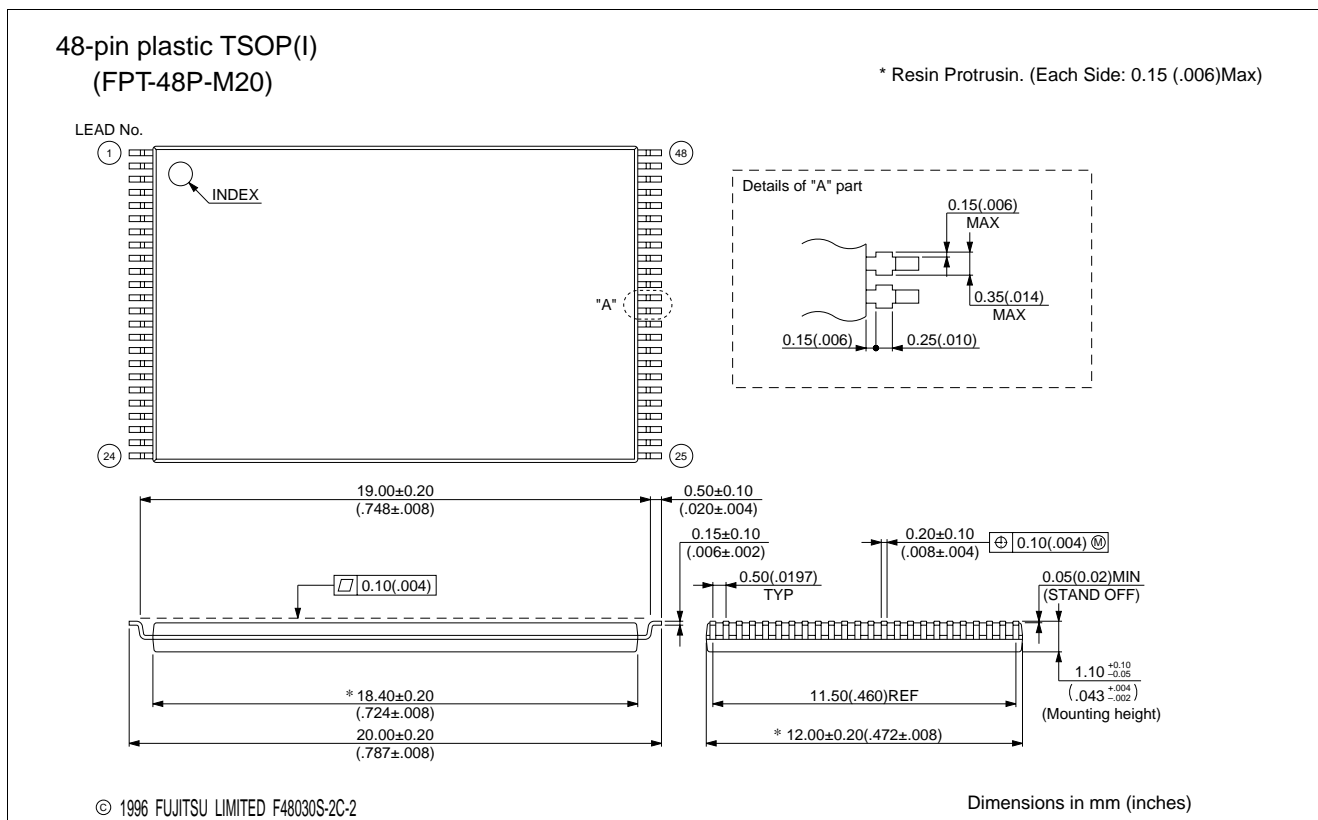 48-pin plastic TSOP(I)
(FPT-48P-M20)
* Resin Protrusin. (Each Side: 0.15 (.006)Max)
LEAD No.
1
48
INDEX
"A"
24
25
Details of "A" part
0.15(.006)
MAX
0.35(.014)
MAX
0.15(.006)
0.25(.010)
19.00±0.20
(.748±.008)
0.50±0.10
(.020±.004)
0.15±0.10
(.006±.002)
0.20±0.10
(.008±.004)
⌖ 0.10(.004) Ⓜ
0.50(.0197)
TYP
0.05(0.02)MIN
(STAND OFF)
⏥ 0.10(.004)
1.10 +0.10 −0.05
(.043 +.004 −.002)
(Mounting height)
* 18.40±0.20
(.724±.008)
20.00±0.20
(.787±.008)
11.50(.460)REF
* 12.00±0.20(.472±.008)
© 1996 FUJITSU LIMITED F48030S-2C-2
Dimensions in mm (inches)